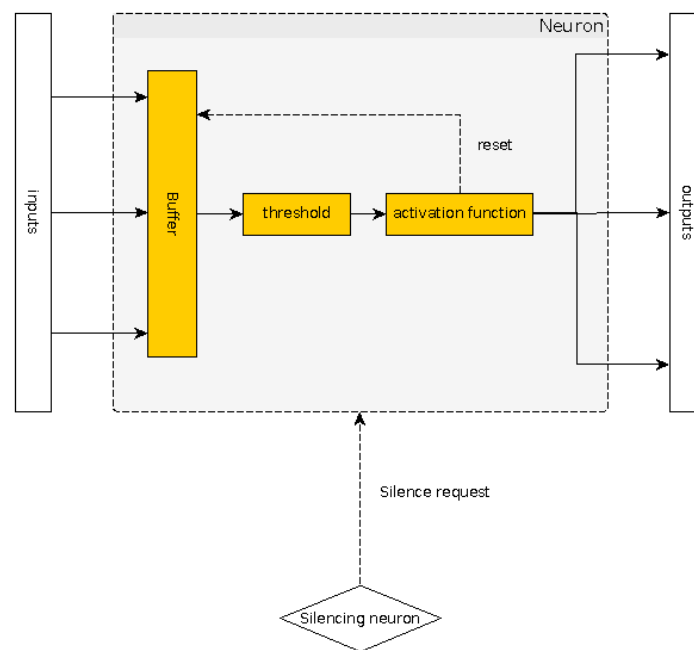 Neuron
inputs
Buffer
reset
threshold
activation function
outputs
Silence request
Silencing neuron